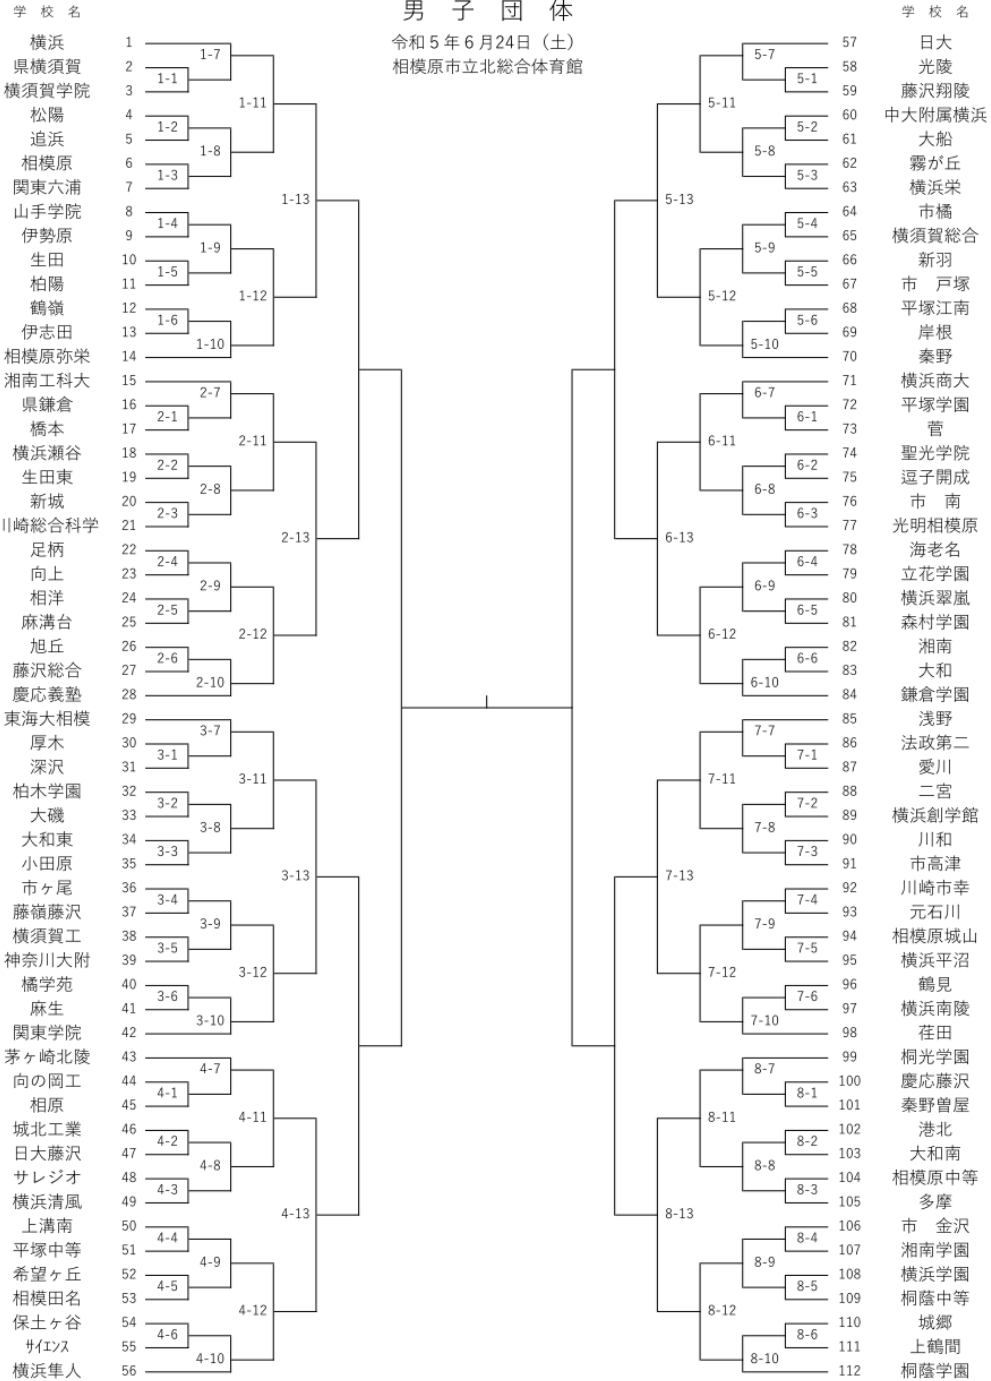 男 子 団 体
令和５年６月24日（土）
相模原市立北総合体育館
学 校 名
横浜 1
県横須賀 2
横須賀学院 3
松陽 4
追浜 5
相模原 6
関東六浦 7
山手学院 8
伊勢原 9
生田 10
柏陽 11
鶴嶺 12
伊志田 13
相模原弥栄 14
湘南工科大 15
県鎌倉 16
橋本 17
横浜瀬谷 18
生田東 19
新城 20
川崎総合科学 21
足柄 22
向上 23
相洋 24
麻溝台 25
旭丘 26
藤沢総合 27
慶応義塾 28
東海大相模 29
厚木 30
深沢 31
柏木学園 32
大磯 33
大和東 34
小田原 35
市ヶ尾 36
藤嶺藤沢 37
横須賀工 38
神奈川大附 39
橘学苑 40
麻生 41
関東学院 42
茅ヶ崎北陵 43
向の岡工 44
相原 45
城北工業 46
日大藤沢 47
サレジオ 48
横浜清風 49
上溝南 50
平塚中等 51
希望ヶ丘 52
相模田名 53
保土ヶ谷 54
ｻｲｴﾝｽ 55
横浜隼人 56
1-7
1-1
1-11
1-2
1-8
1-3
1-13
1-4
1-9
1-5
1-12
1-6
1-10
2-7
2-1
2-11
2-2
2-8
2-3
2-13
2-4
2-9
2-5
2-12
2-6
2-10
3-7
3-1
3-11
3-2
3-8
3-3
3-13
3-4
3-9
3-5
3-12
3-6
3-10
4-7
4-1
4-11
4-2
4-8
4-3
4-13
4-4
4-9
4-5
4-12
4-6
4-10
5-7
5-1
5-11
5-2
5-8
5-3
5-13
5-4
5-9
5-5
5-12
5-6
5-10
6-7
6-1
6-11
6-2
6-8
6-3
6-13
6-4
6-9
6-5
6-12
6-6
6-10
7-7
7-1
7-11
7-2
7-8
7-3
7-13
7-4
7-9
7-5
7-12
7-6
7-10
8-7
8-1
8-11
8-2
8-8
8-3
8-13
8-4
8-9
8-5
8-12
8-6
8-10
学 校 名
57 日大
58 光陵
59 藤沢翔陵
60 中大附属横浜
61 大船
62 霧が丘
63 横浜栄
64 市橘
65 横須賀総合
66 新羽
67 市　戸塚
68 平塚江南
69 岸根
70 秦野
71 横浜商大
72 平塚学園
73 菅
74 聖光学院
75 逗子開成
76 市　南
77 光明相模原
78 海老名
79 立花学園
80 横浜翠嵐
81 森村学園
82 湘南
83 大和
84 鎌倉学園
85 浅野
86 法政第二
87 愛川
88 二宮
89 横浜創学館
90 川和
91 市高津
92 川崎市幸
93 元石川
94 相模原城山
95 横浜平沼
96 鶴見
97 横浜南陵
98 荏田
99 桐光学園
100 慶応藤沢
101 秦野曽屋
102 港北
103 大和南
104 相模原中等
105 多摩
106 市　金沢
107 湘南学園
108 横浜学園
109 桐蔭中等
110 城郷
111 上鶴間
112 桐蔭学園